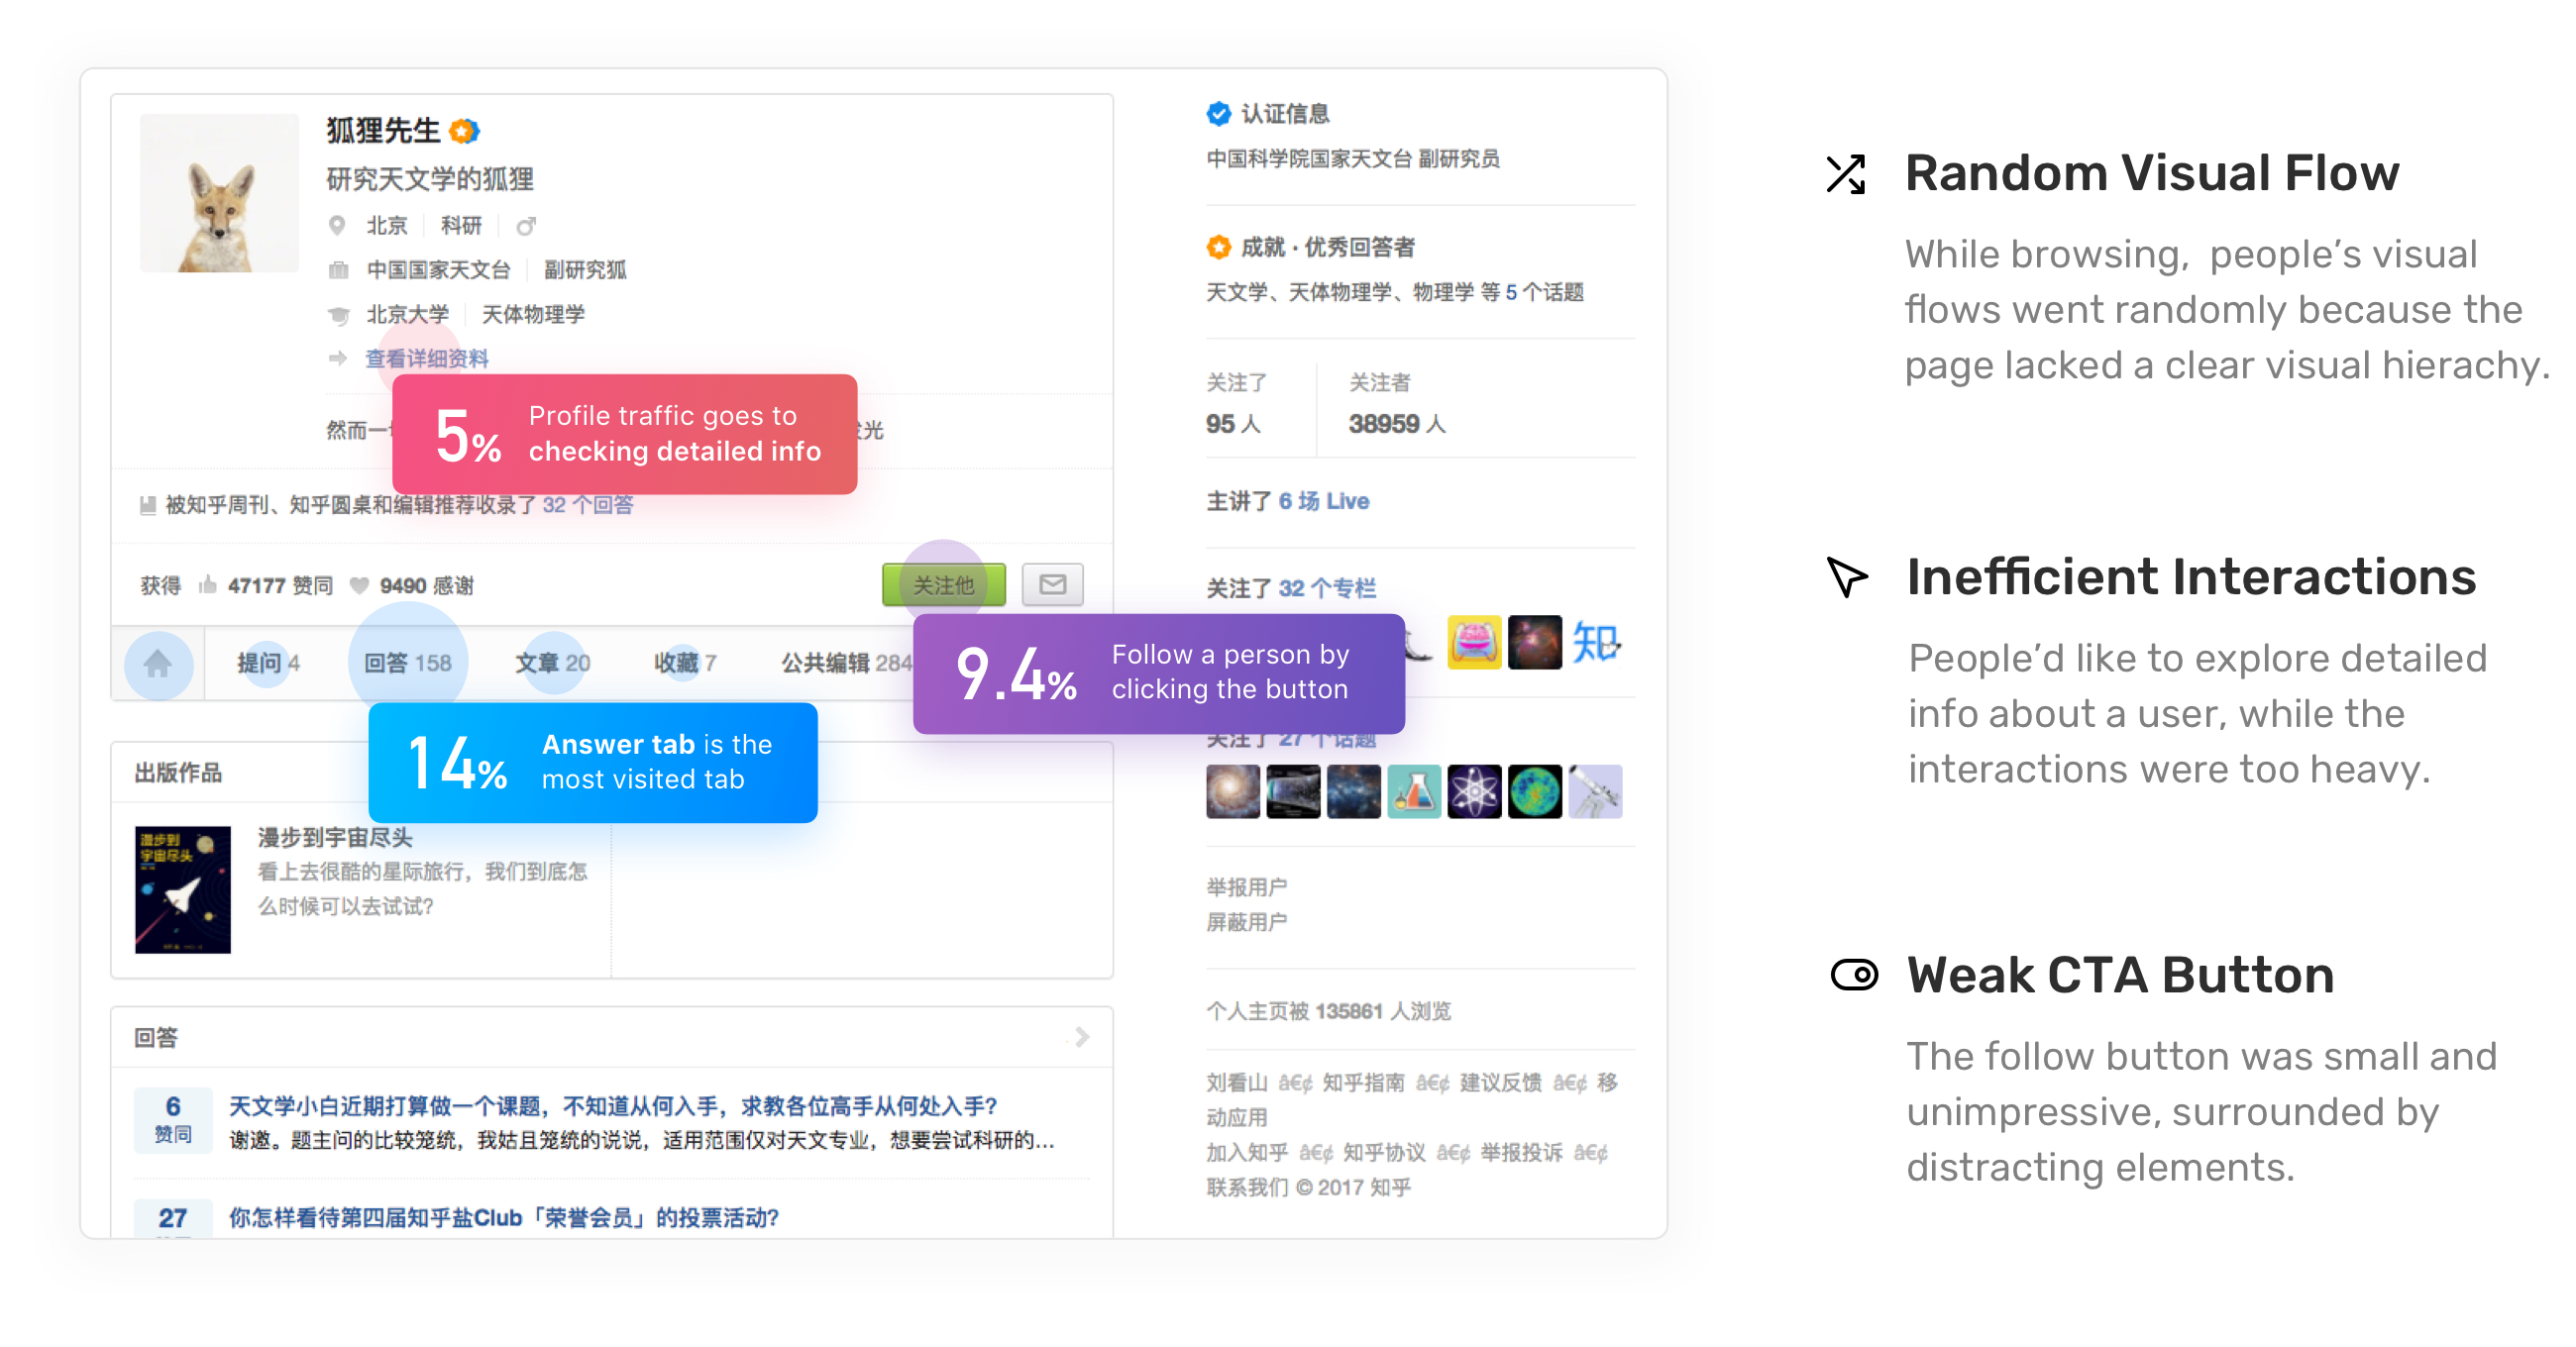 狐狸先生
研究天文学的狐狸
北京 科研
中国国家天文台 副研究狐
北京大学 天体物理学
查看详细资料
然而一 光
5% Profile traffic goes to
checking detailed info
被知乎周刊、知乎圆桌和编辑推荐收录了 32 个回答
获得 47177 赞同 9490 感谢
关注他
提问 4 回答 158 文章 20 收藏 7 公共编辑 284
9.4% Follow a person by
clicking the button
14% Answer tab is the
most visited tab
出版作品
漫步到
宇宙尽头
漫步到宇宙尽头
看上去很酷的星际旅行，我们到底怎
么时候可以去试试？
回答
6 赞同
天文学小白近期打算做一个课题，不知道从何入手，求教各位高手从何处入手？
谢邀。题主问的比较笼统，我姑且笼统的说说，适用范围仅对天文专业，想要尝试科研的...
27
你怎样看待第四届知乎盐Club「荣誉会员」的投票活动？
认证信息
中国科学院国家天文台 副研究员
成就 · 优秀回答者
天文学、天体物理学、物理学 等 5 个话题
关注了 关注者
95 人 38959 人
主讲了 6 场 Live
关注了 32 个专栏
知
关注了 27 个话题
举报用户
屏蔽用户
个人主页被 135861 人浏览
刘看山 â€¢ 知乎指南 â€¢ 建议反馈 â€¢ 移
动应用
加入知乎 â€¢ 知乎协议 â€¢ 举报投诉 â€¢
联系我们 © 2017 知乎
Random Visual Flow
While browsing, people’s visual
flows went randomly because the
page lacked a clear visual hierachy.
Inefficient Interactions
People’d like to explore detailed
info about a user, while the
interactions were too heavy.
Weak CTA Button
The follow button was small and
unimpressive, surrounded by
distracting elements.